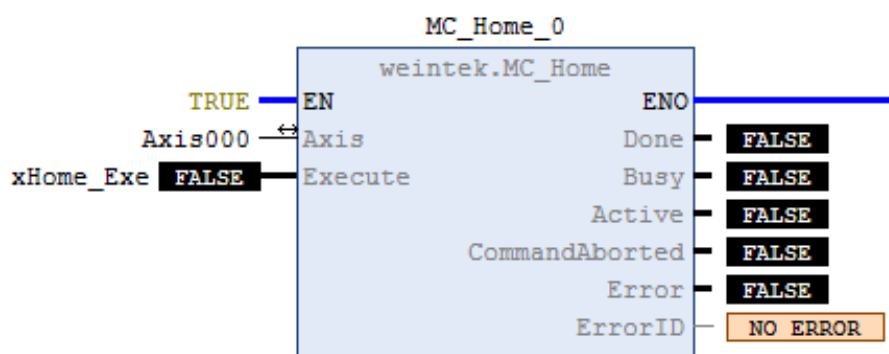 MC_Home_0
weintek.MC_Home
TRUE EN ENO
Axis000 Axis Done FALSE
xHome_Exe FALSE Execute Busy FALSE
Active FALSE
CommandAborted FALSE
Error FALSE
ErrorID NO ERROR